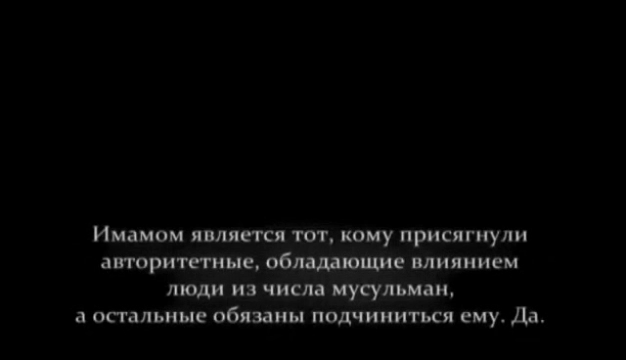 Имамом является тот, кому присягнули
авторитетные, обладающие влиянием
люди из числа мусульман,
а остальные обязаны подчиниться ему. Да.